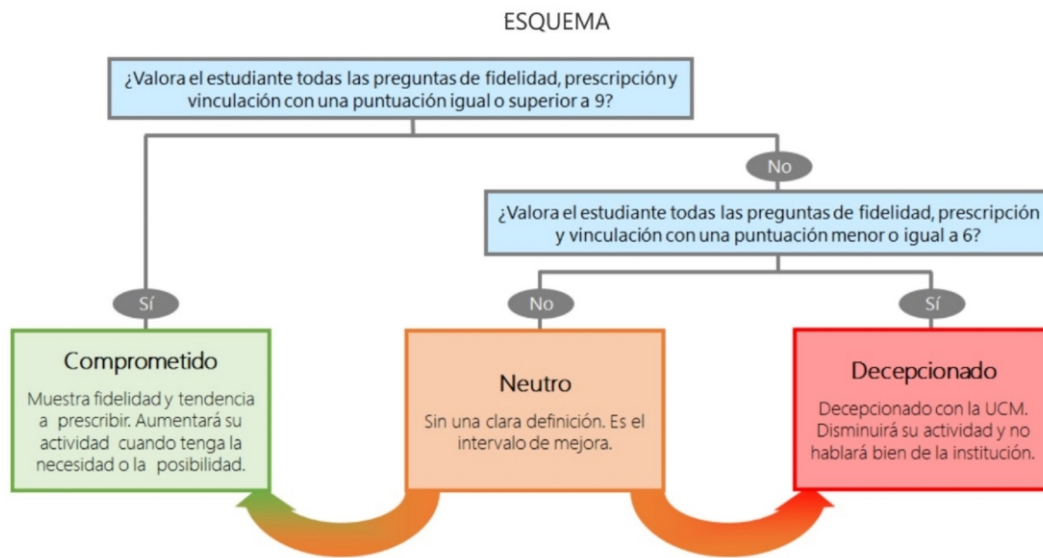 ESQUEMA
¿Valora el estudiante todas las preguntas de fidelidad, prescripción y
vinculación con una puntuación igual o superior a 9?
No
¿Valora el estudiante todas las preguntas de fidelidad, prescripción
y vinculación con una puntuación menor o igual a 6?
Sí
No
Sí
Comprometido
Muestra fidelidad y tendencia
a prescribir. Aumentará su
actividad cuando tenga la
necesidad o la posibilidad.
Neutro
Sin una clara definición. Es el
intervalo de mejora.
Decepcionado
Decepcionado con la UCM.
Disminuirá su actividad y no
hablará bien de la institución.